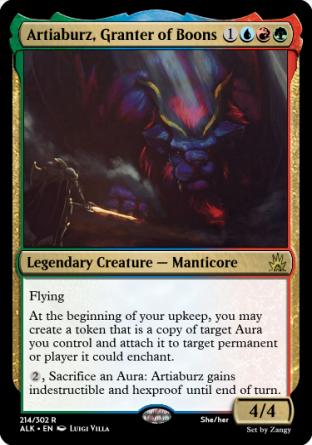 Artiaburz, Granter of Boons 1
Legendary Creature — Manticore
Flying
At the beginning of your upkeep, you may
create a token that is a copy of target Aura
you control and attach it to target permanent
or player it could enchant.
2, Sacrifice an Aura: Artiaburz gains
indestructible and hexproof until end of turn.
4/4
214/302 R
She/her
ALK • EN Luigi Villa
Set by Zangy